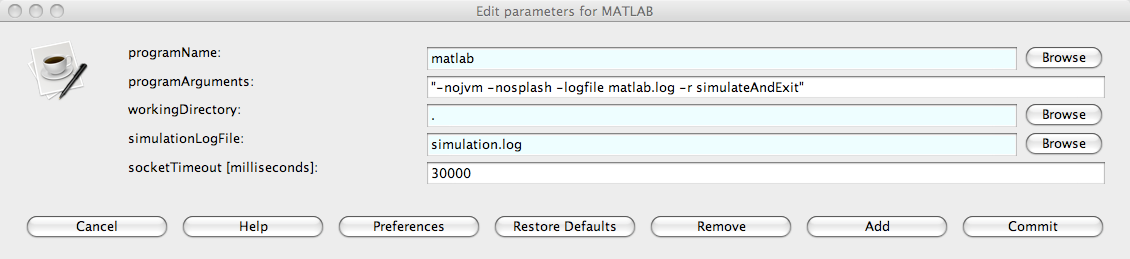 Edit parameters for MATLAB
programName: matlab Browse
programArguments: "-nojvm -nosplash -logfile matlab.log -r simulateAndExit"
workingDirectory: . Browse
simulationLogFile: simulation.log Browse
socketTimeout [milliseconds]: 30000
Cancel Help Preferences Restore Defaults Remove Add Commit